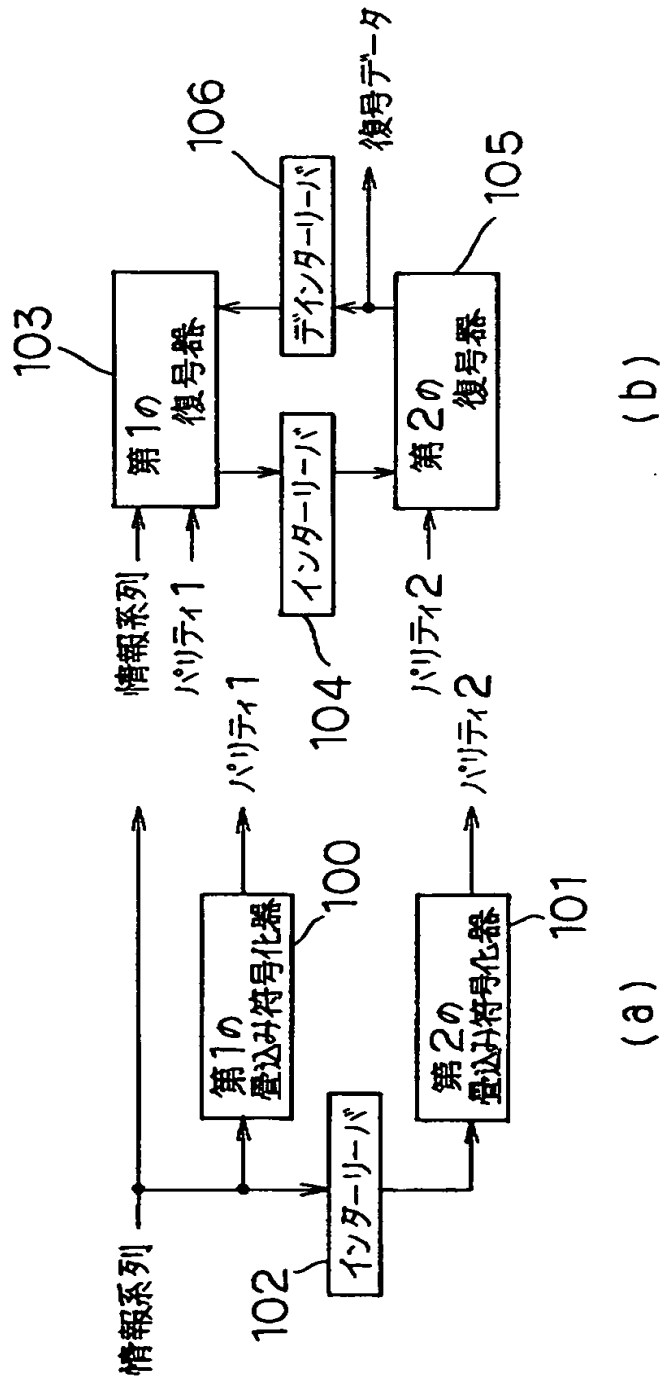 情報系列
102
インターリーバ
第1の
畳込み符号化器
100
パリティ1
第2の
畳込み符号化器
101
パリティ2
(a)
情報系列
パリティ1
103
第1の
復号器
104
インターリーバ
106
デインターリーバ
復号データ
パリティ2
第2の
復号器
105
(b)